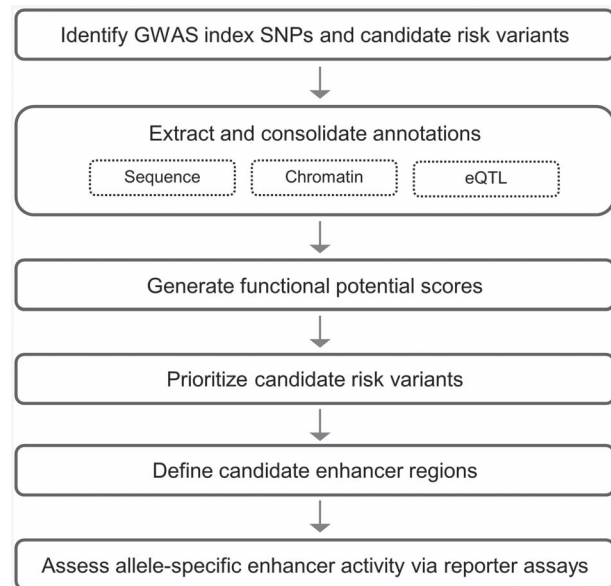 Identify GWAS index SNPs and candidate risk variants
Extract and consolidate annotations
Sequence
Chromatin
eQTL
Generate functional potential scores
Prioritize candidate risk variants
Define candidate enhancer regions
Assess allele-specific enhancer activity via reporter assays